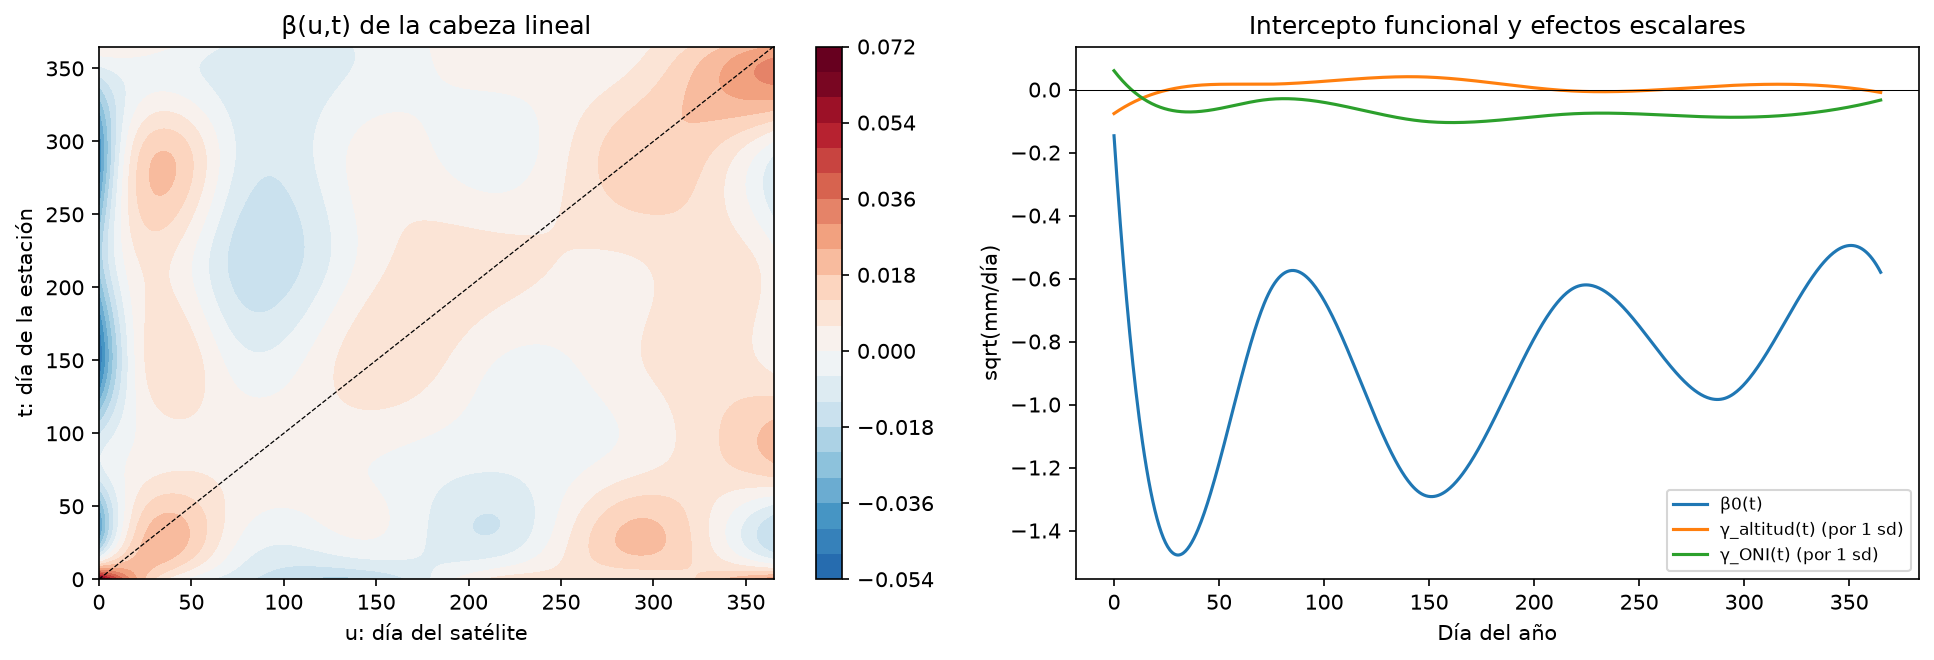 β(u,t) de la cabeza lineal
350
300
250
200
150
100
50
0
t: día de la estación
0 50 100 150 200 250 300 350
u: día del satélite
0.072
0.054
0.036
0.018
0.000
−0.018
−0.036
−0.054
Intercepto funcional y efectos escalares
0.0
−0.2
−0.4
−0.6
−0.8
−1.0
−1.2
−1.4
sqrt(mm/día)
β0(t)
γ_altitud(t) (por 1 sd)
γ_ONI(t) (por 1 sd)
0 50 100 150 200 250 300 350
Día del año